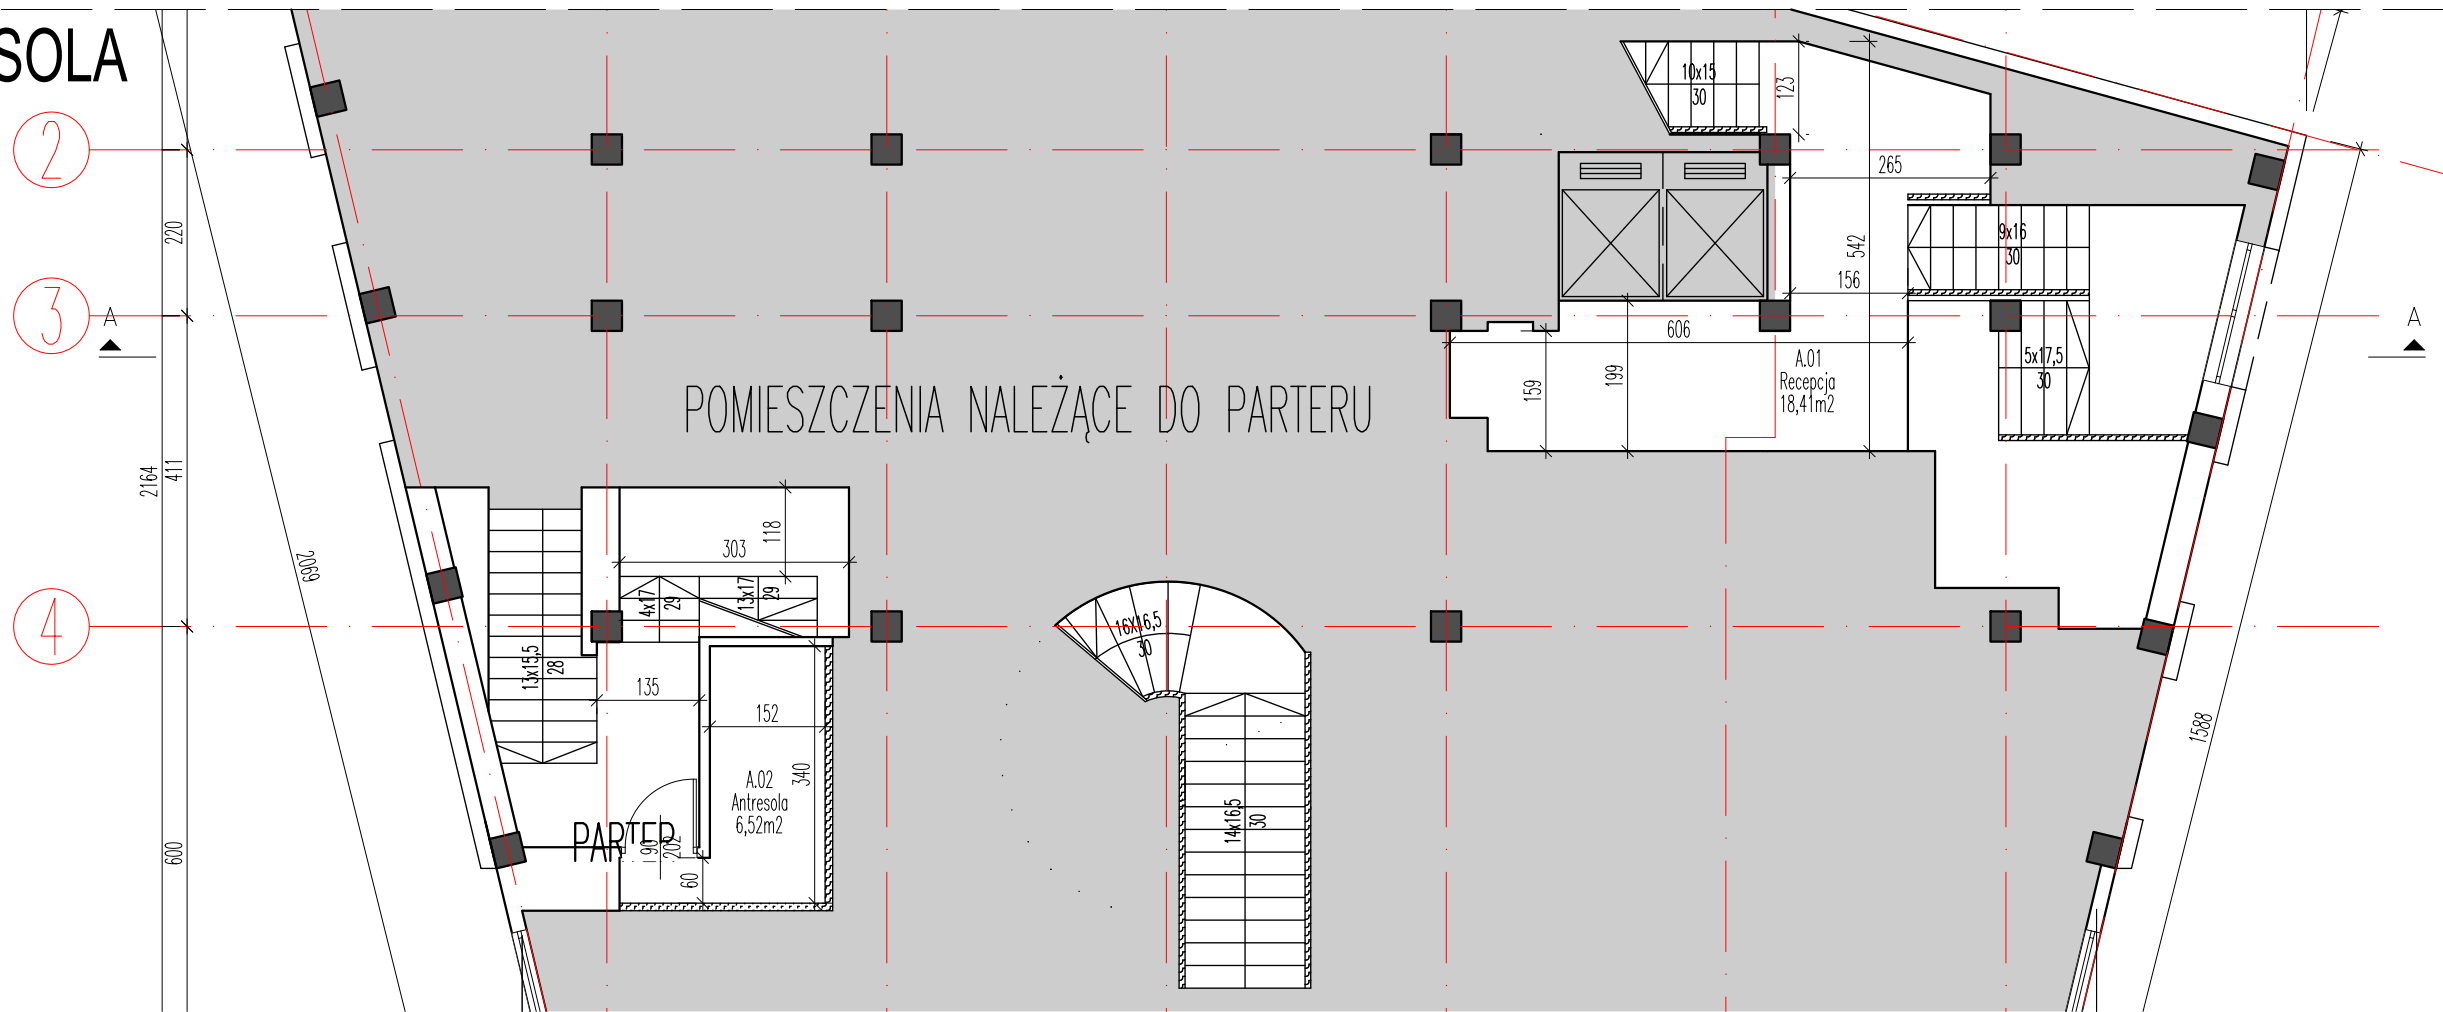 SOLA
10x15
30
123
2
265
220
9x16
30
542
156
3
A
A
606
5x17,5
30
A.01
Recepcja
18,41m2
199
159
POMIESZCZENIA NALEŻĄCE DO PARTERU
2164
411
118
303
2069
4x17
29
13x17
29
4
16X16,5
30
13x15,5
28
135
152
1588
340
A.02
Antresola
6,52m2
14x16,5
30
PARTER
90
202
600
60